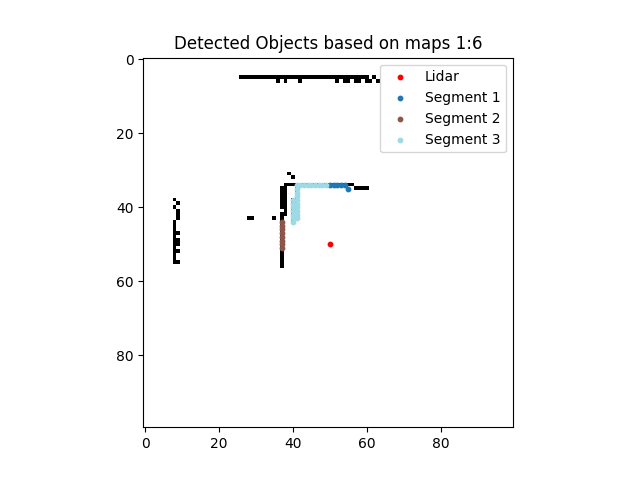 Detected Objects based on maps 1:6
Lidar
Segment 1
Segment 2
Segment 3
0
20
40
60
80
0 20 40 60 80